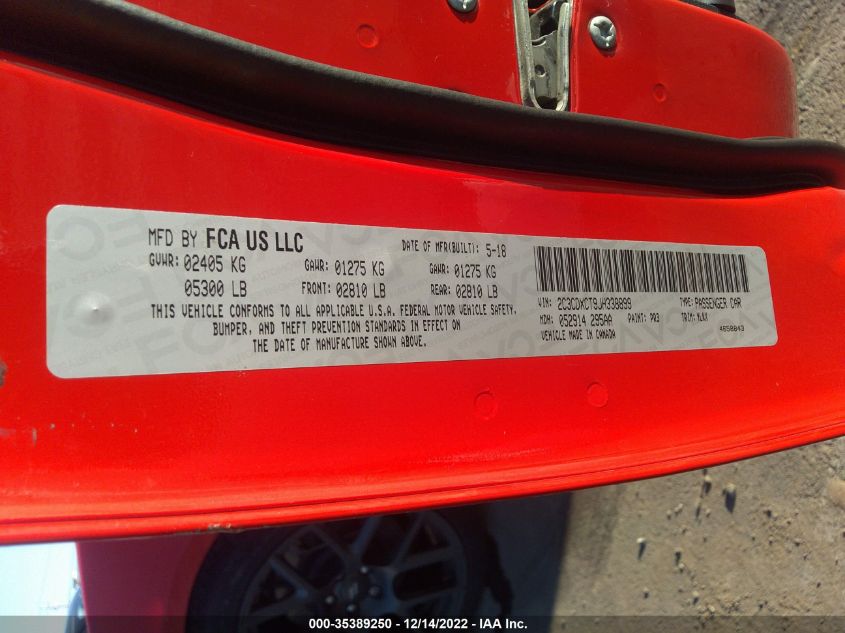 MFD BY FCA US LLC DATE OF MFR(BUILT): 5-18
GVWR: 02405 KG GAWR: 01275 KG GAWR: 01275 KG
05300 LB FRONT: 02810 LB REAR: 02810 LB
THIS VEHICLE CONFORMS TO ALL APPLICABLE U.S.A. FEDERAL MOTOR VEHICLE SAFETY,
BUMPER, AND THEFT PREVENTION STANDARDS IN EFFECT ON
THE DATE OF MANUFACTURE SHOWN ABOVE.
VIN: 2C3CDXCT9JH338899 TYPE: PASSENGER CAR
MDH: 052914 295AA PAINT: PR3 TRIM:
VEHICLE MADE IN CANADA 4658843
000-35389250 - 12/14/2022 - IAA Inc.